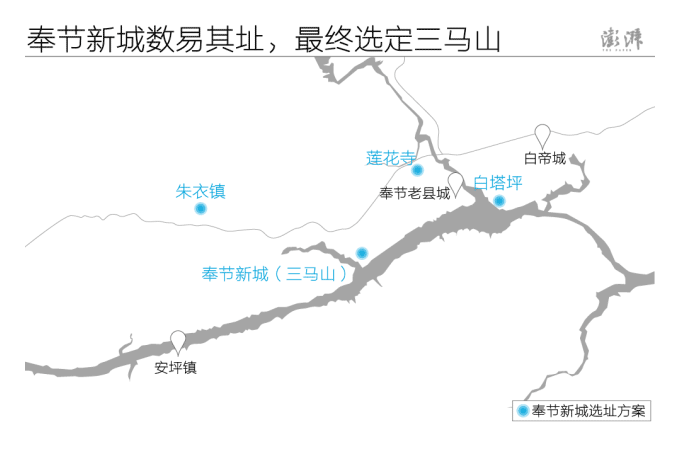 奉节新城数易其址，最终选定三马山
澎湃
THE PAPER
白帝城
莲花寺
白塔坪
朱衣镇
奉节老县城
奉节新城（三马山）
安坪镇
奉节新城选址方案